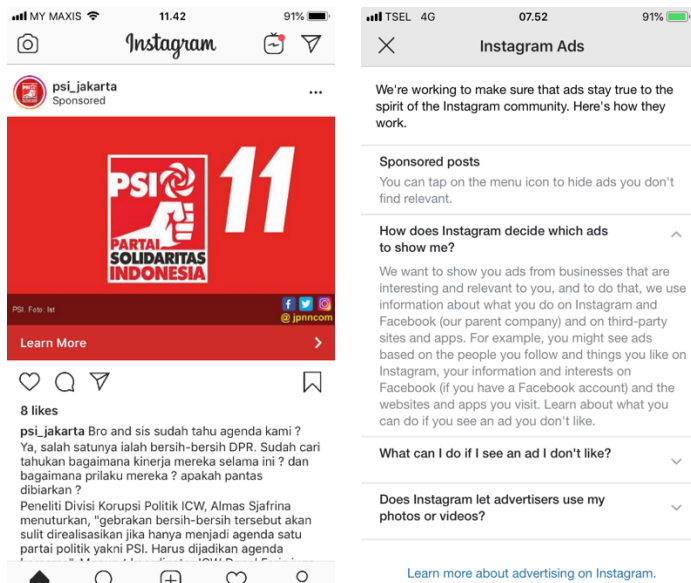 MY MAXIS 11.42 91%
Instagram
psi_jakarta
Sponsored
PSI 11
PARTAI
SOLIDARITAS
INDONESIA
PSI. Foto: Ist
@ jpnncom
Learn More
8 likes
psi_jakarta Bro and sis sudah tahu agenda kami ?
Ya, salah satunya ialah bersih-bersih DPR. Sudah cari
tahukan bagaimana kinerja mereka selama ini ? dan
bagaimana prilaku mereka ? apakah pantas
dibiarkan ?
Peneliti Divisi Korupsi Politik ICW, Almas Sjafrina
menuturkan, "gebrakan bersih-bersih tersebut akan
sulit direalisasikan jika hanya menjadi agenda satu
partai politik yakni PSI. Harus dijadikan agenda
TSEL 4G 07.52 91%
Instagram Ads
We're working to make sure that ads stay true to the
spirit of the Instagram community. Here's how they
work.
Sponsored posts
You can tap on the menu icon to hide ads you don't
find relevant.
How does Instagram decide which ads
to show me?
We want to show you ads from businesses that are
interesting and relevant to you, and to do that, we use
information about what you do on Instagram and
Facebook (our parent company) and on third-party
sites and apps. For example, you might see ads
based on the people you follow and things you like on
Instagram, your information and interests on
Facebook (if you have a Facebook account) and the
websites and apps you visit. Learn about what you
can do if you see an ad you don't like.
What can I do if I see an ad I don't like?
Does Instagram let advertisers use my
photos or videos?
Learn more about advertising on Instagram.